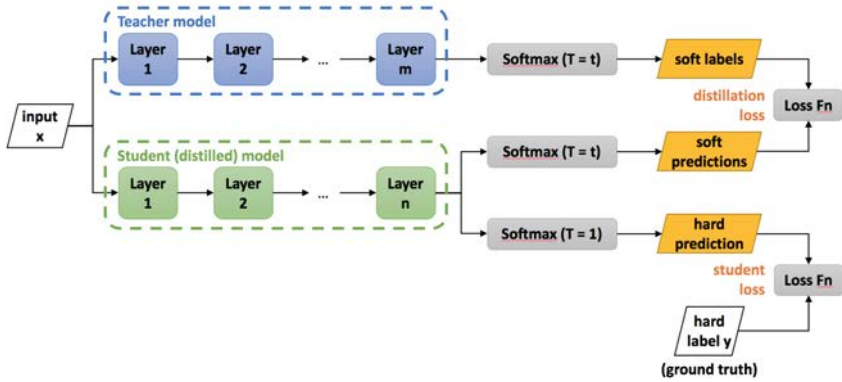 Teacher model
Layer
1
Layer
2
...
Layer
m
Softmax (T = t)
soft labels
input
x
distillation
loss
Loss Fn
Student (distilled) model
Layer
1
Layer
2
...
Layer
n
Softmax (T = t)
soft
predictions
Softmax (T = 1)
hard
prediction
student
loss
Loss Fn
hard
label y
(ground truth)